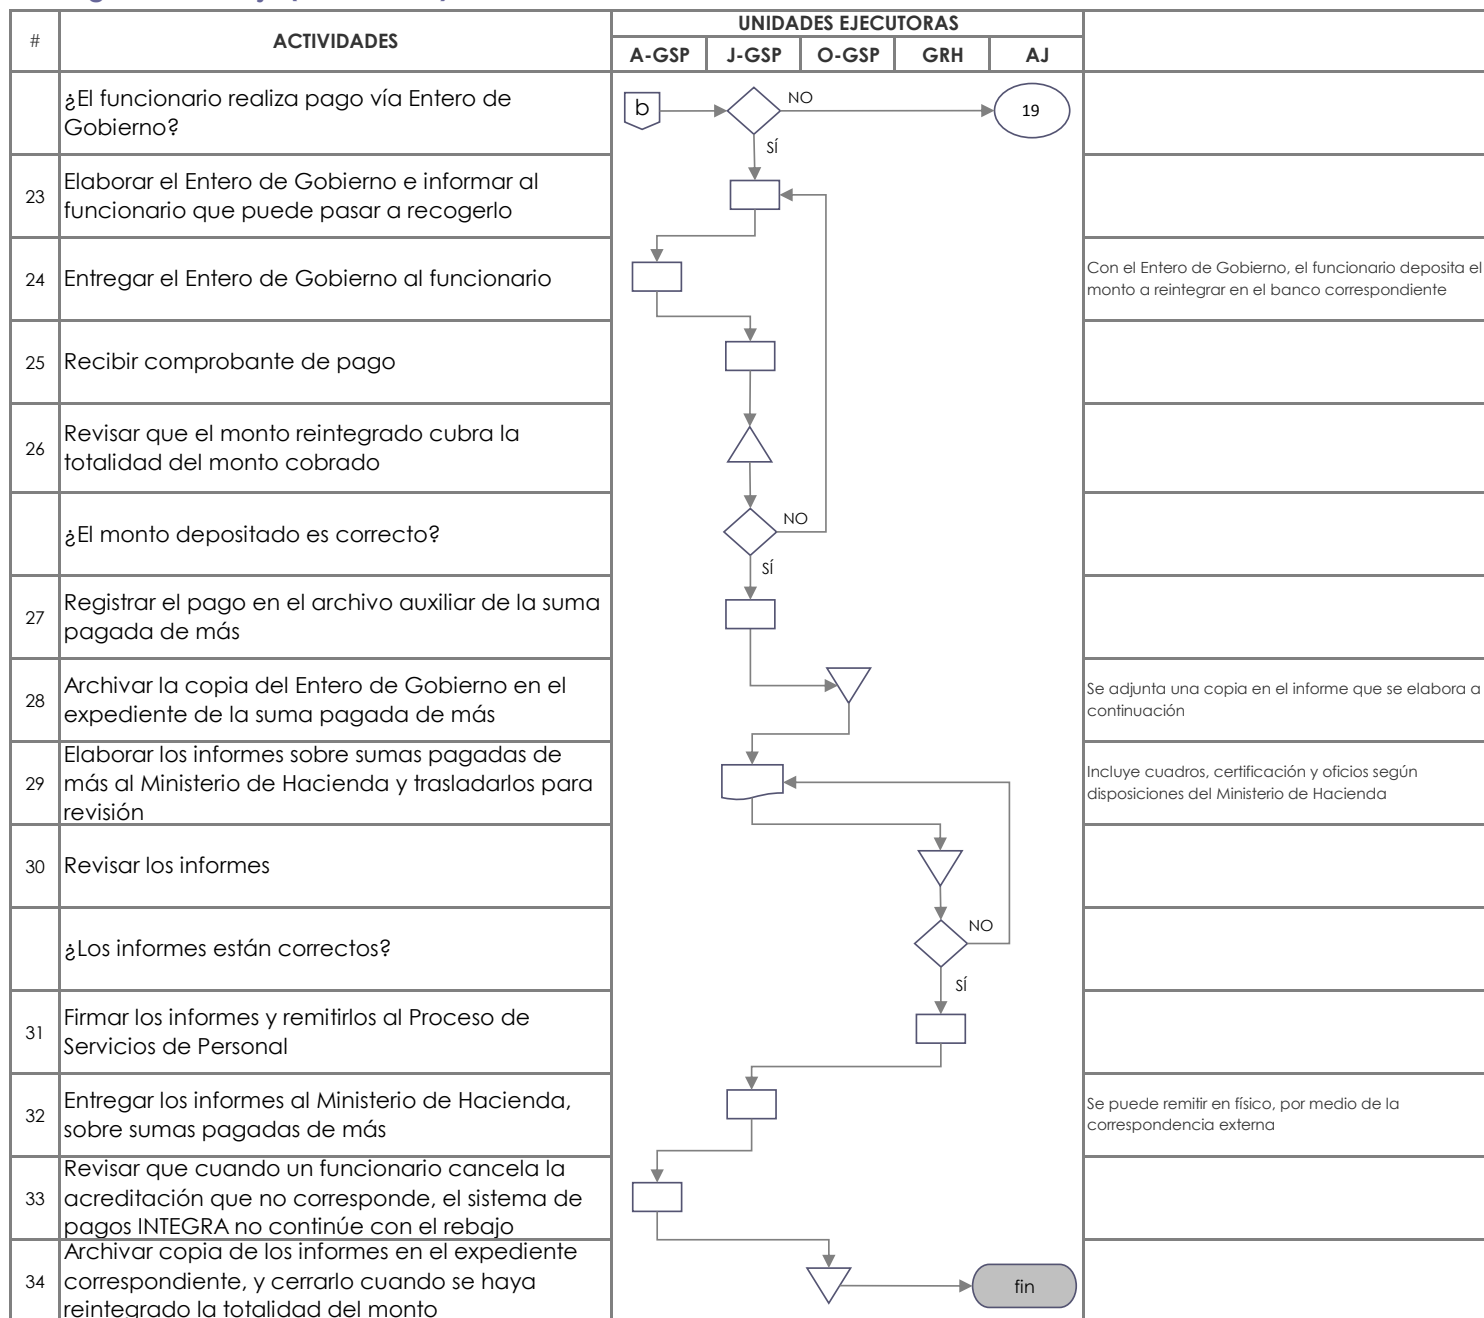 #
ACTIVIDADES
UNIDADES EJECUTORAS
A-GSP J-GSP O-GSP GRH AJ
¿El funcionario realiza pago vía Entero de
Gobierno?
b
NO
19
SÍ
23
Elaborar el Entero de Gobierno e informar al
funcionario que puede pasar a recogerlo
24
Entregar el Entero de Gobierno al funcionario
Con el Entero de Gobierno, el funcionario deposita el
monto a reintegrar en el banco correspondiente
25
Recibir comprobante de pago
26
Revisar que el monto reintegrado cubra la
totalidad del monto cobrado
¿El monto depositado es correcto?
NO
SÍ
27
Registrar el pago en el archivo auxiliar de la suma
pagada de más
28
Archivar la copia del Entero de Gobierno en el
expediente de la suma pagada de más
Se adjunta una copia en el informe que se elabora a
continuación
29
Elaborar los informes sobre sumas pagadas de
más al Ministerio de Hacienda y trasladarlos para
revisión
Incluye cuadros, certificación y oficios según
disposiciones del Ministerio de Hacienda
30
Revisar los informes
¿Los informes están correctos?
NO
SÍ
31
Firmar los informes y remitirlos al Proceso de
Servicios de Personal
32
Entregar los informes al Ministerio de Hacienda,
sobre sumas pagadas de más
Se puede remitir en físico, por medio de la
correspondencia externa
33
Revisar que cuando un funcionario cancela la
acreditación que no corresponde, el sistema de
pagos INTEGRA no continúe con el rebajo
34
Archivar copia de los informes en el expediente
correspondiente, y cerrarlo cuando se haya
reintegrado la totalidad del monto
fin